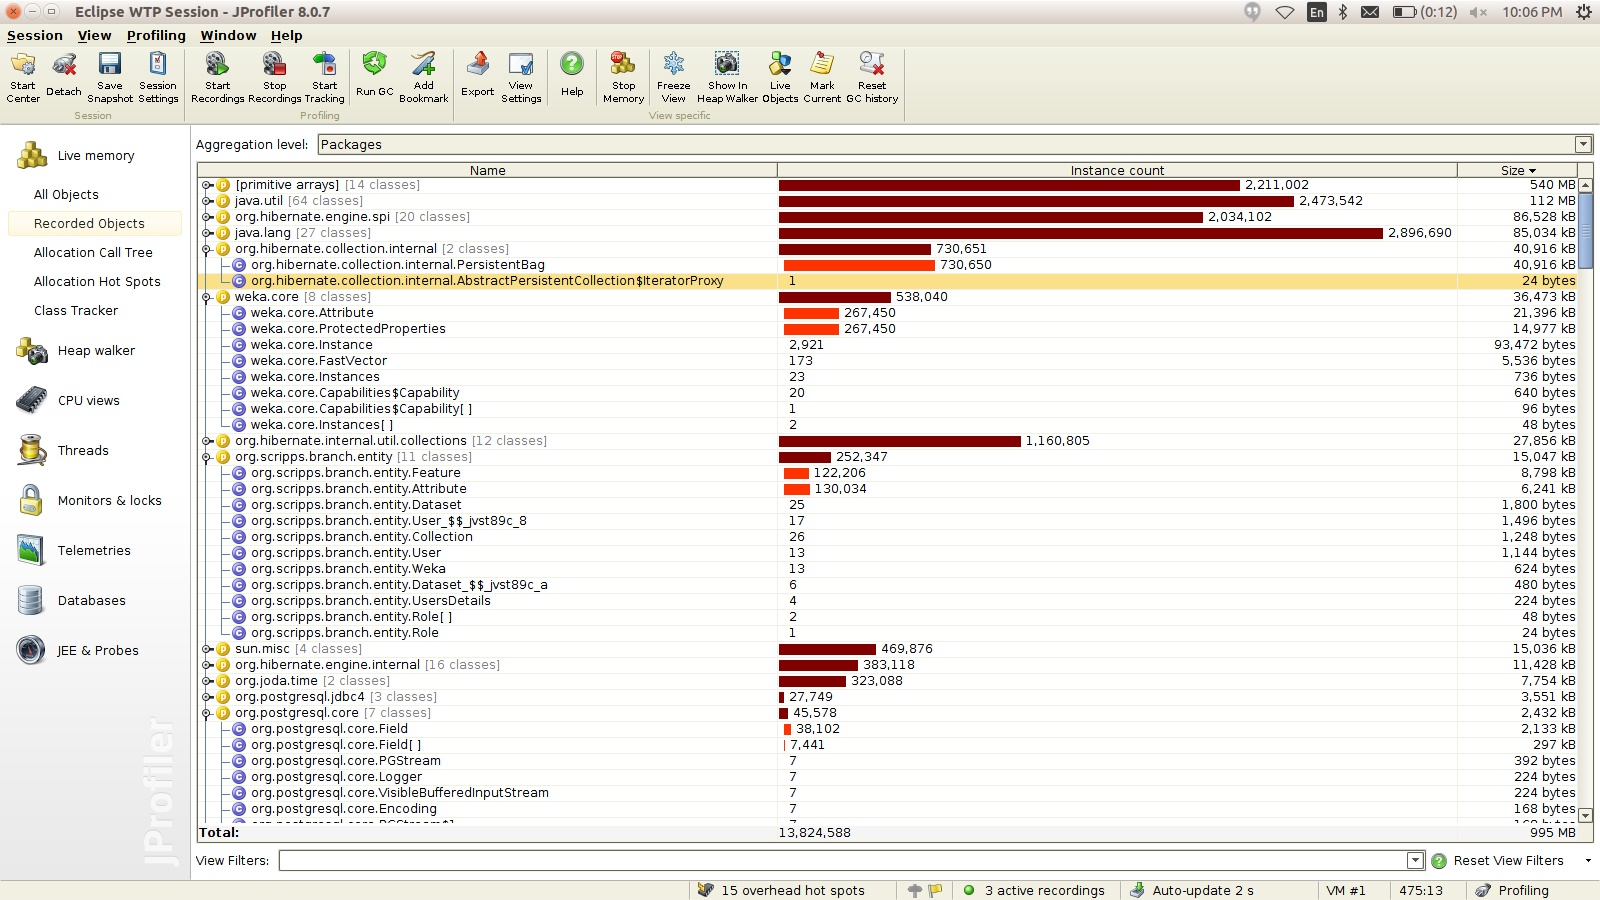 Eclipse WTP Session - JProfiler 8.0.7
En (0:12) 10:06 PM
Session View Profiling Window Help
Start Center
Detach
Save Snapshot
Session Settings
Start Recordings
Stop Recordings
Start Tracking
Run GC
Add Bookmark
Export
View Settings
Help
Stop Memory
Freeze View
Show In Heap Walker
Live Objects
Mark Current
Reset GC history
Session Profiling View specific
Live memory
All Objects
Recorded Objects
Allocation Call Tree
Allocation Hot Spots
Class Tracker
Heap walker
CPU views
Threads
Monitors & locks
Telemetries
Databases
JEE & Probes
JProfiler
Aggregation level: Packages
Name Instance count Size
[primitive arrays] [14 classes] 2,211,002 540 MB
java.util [64 classes] 2,473,542 112 MB
org.hibernate.engine.spi [20 classes] 2,034,102 86,528 kB
java.lang [27 classes] 2,896,690 85,034 kB
org.hibernate.collection.internal [2 classes] 730,651 40,916 kB
org.hibernate.collection.internal.PersistentBag 730,650 40,916 kB
org.hibernate.collection.internal.AbstractPersistentCollection$IteratorProxy 1 24 bytes
weka.core [8 classes] 538,040 36,473 kB
weka.core.Attribute 267,450 21,396 kB
weka.core.ProtectedProperties 267,450 14,977 kB
weka.core.Instance 2,921 93,472 bytes
weka.core.FastVector 173 5,536 bytes
weka.core.Instances 23 736 bytes
weka.core.Capabilities$Capability 20 640 bytes
weka.core.Capabilities$Capability[ ] 1 96 bytes
weka.core.Instances[ ] 2 48 bytes
org.hibernate.internal.util.collections [12 classes] 1,160,805 27,856 kB
org.scripps.branch.entity [11 classes] 252,347 15,047 kB
org.scripps.branch.entity.Feature 122,206 8,798 kB
org.scripps.branch.entity.Attribute 130,034 6,241 kB
org.scripps.branch.entity.Dataset 25 1,800 bytes
org.scripps.branch.entity.User_$$_jvst89c_8 17 1,496 bytes
org.scripps.branch.entity.Collection 26 1,248 bytes
org.scripps.branch.entity.User 13 1,144 bytes
org.scripps.branch.entity.Weka 13 624 bytes
org.scripps.branch.entity.Dataset_$$_jvst89c_a 6 480 bytes
org.scripps.branch.entity.UsersDetails 4 224 bytes
org.scripps.branch.entity.Role[ ] 2 48 bytes
org.scripps.branch.entity.Role 1 24 bytes
sun.misc [4 classes] 469,876 15,036 kB
org.hibernate.engine.internal [16 classes] 383,118 11,428 kB
org.joda.time [2 classes] 323,088 7,754 kB
org.postgresql.jdbc4 [3 classes] 27,749 3,551 kB
org.postgresql.core [7 classes] 45,578 2,432 kB
org.postgresql.core.Field 38,102 2,133 kB
org.postgresql.core.Field[ ] 7,441 297 kB
org.postgresql.core.PGStream 7 392 bytes
org.postgresql.core.Logger 7 224 bytes
org.postgresql.core.VisibleBufferedInputStream 7 224 bytes
org.postgresql.core.Encoding 7 168 bytes
Total: 13,824,588 995 MB
View Filters: Reset View Filters
15 overhead hot spots 3 active recordings Auto-update 2 s VM #1 475:13 Profiling